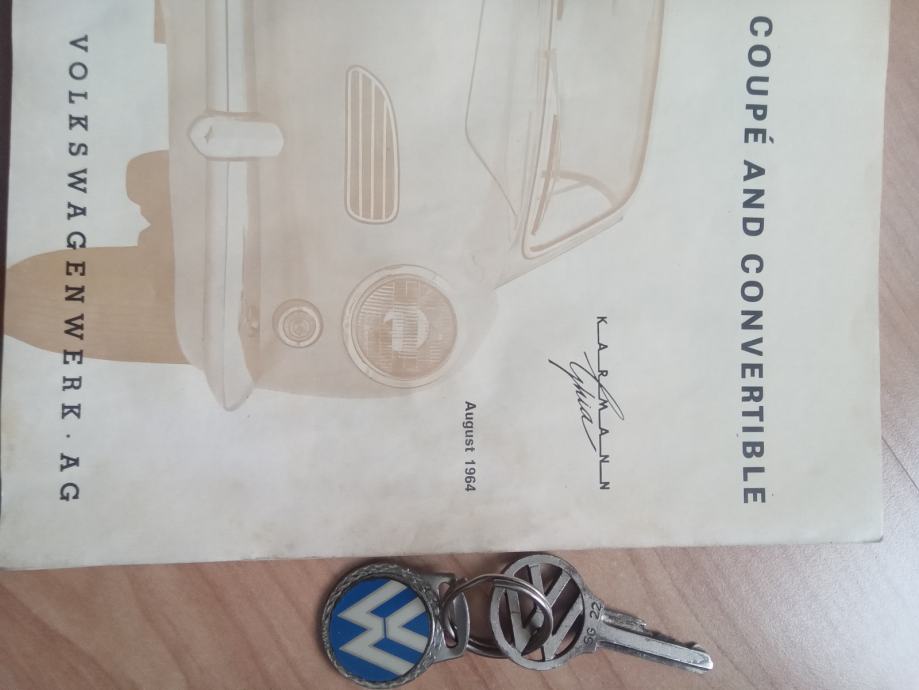 COUPÉ AND CONVERTIBLE
KARMANN
Ghia
August 1964
VOLKSWAGENWERK · AG